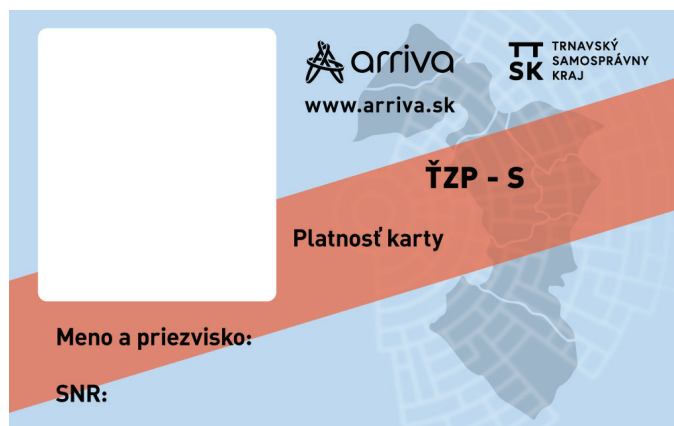 arriva
www.arriva.sk
TT
SK
TRNAVSKÝ
SAMOSPRÁVNY
KRAJ
ŤZP - S
Platnosť karty
Meno a priezvisko:
SNR: